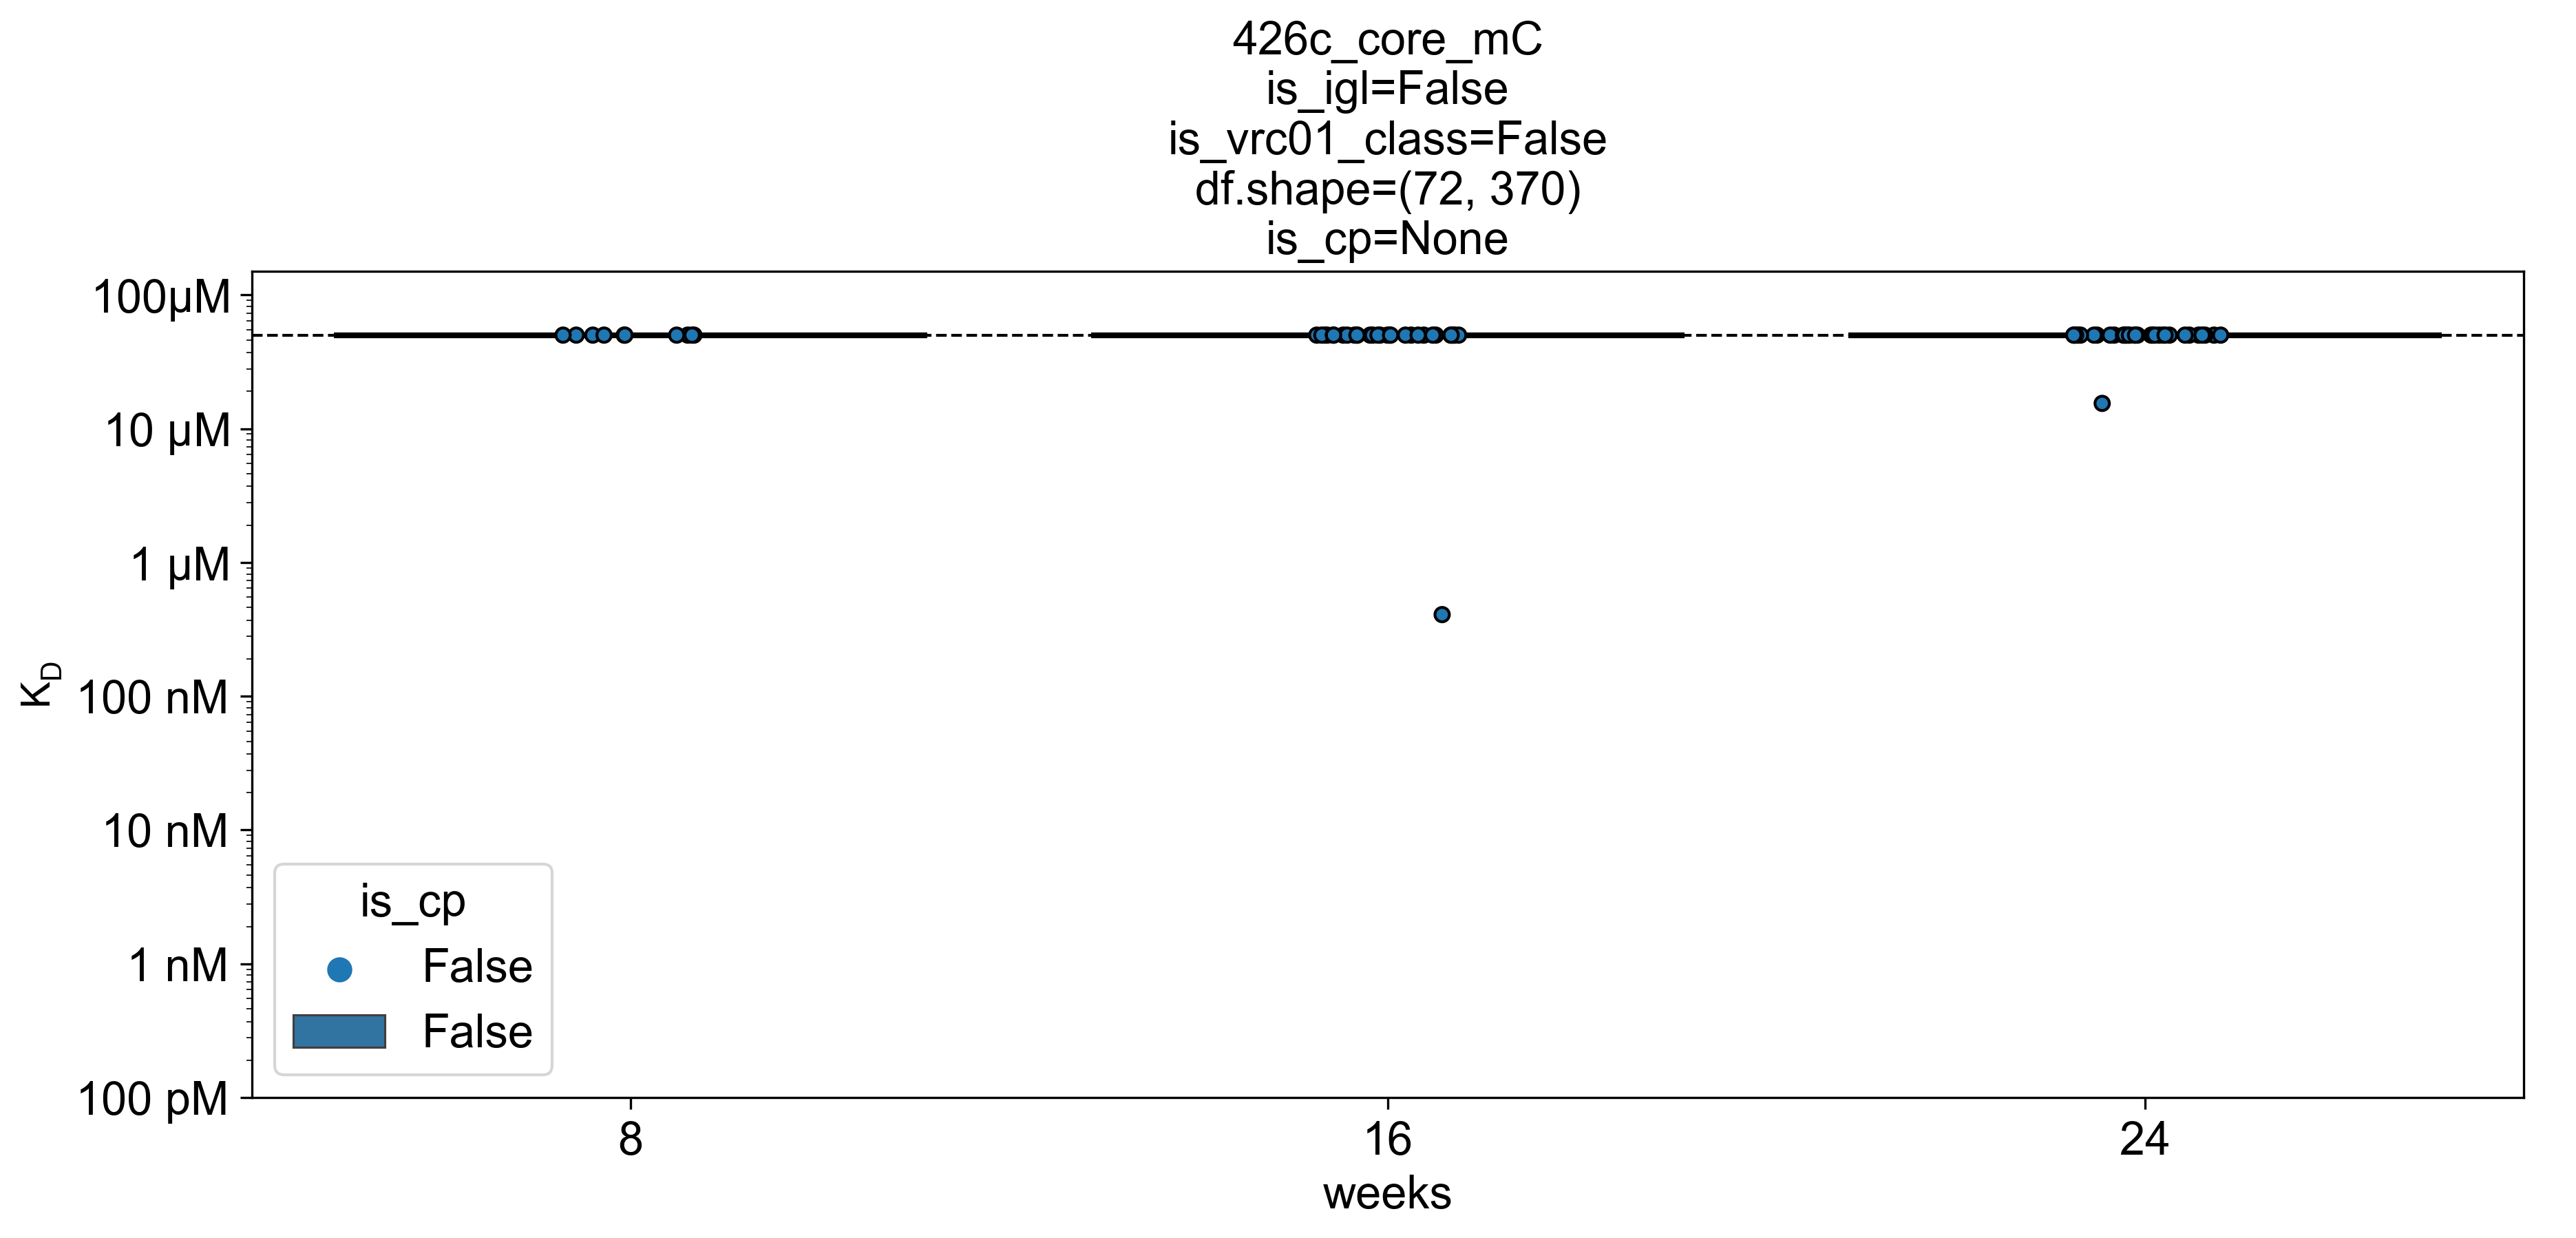 426c_core_mC
is_igl=False
is_vrc01_class=False
df.shape=(72, 370)
is_cp=None
100µM
10 µM
1 µM
100 nM
10 nM
1 nM
100 pM
KD
is_cp
False
False
8
16
24
weeks